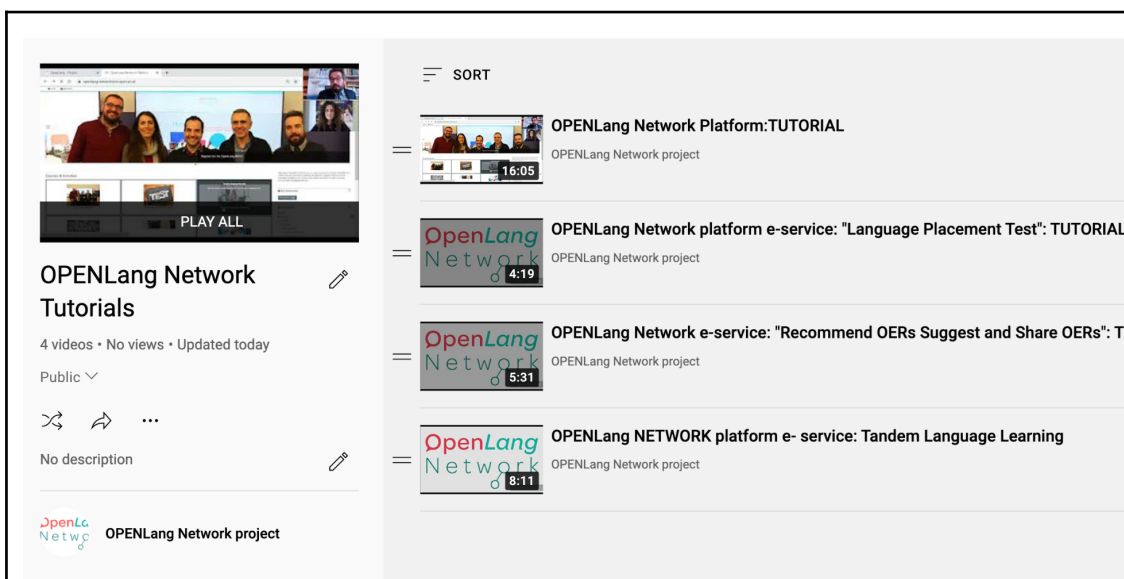 PLAY ALL
OPENLang Network
Tutorials
4 videos • No views • Updated today
Public
No description
OpenLa
Netwo
OPENLang Network project
SORT
16:05
OPENLang Network Platform:TUTORIAL
OPENLang Network project
OpenLang
Network
4:19
OPENLang Network platform e-service: "Language Placement Test": TUTORIAL
OPENLang Network project
OpenLang
Network
5:31
OPENLang Network e-service: "Recommend OERs Suggest and Share OERs": T
OPENLang Network project
OpenLang
Network
8:11
OPENLang NETWORK platform e- service: Tandem Language Learning
OPENLang Network project